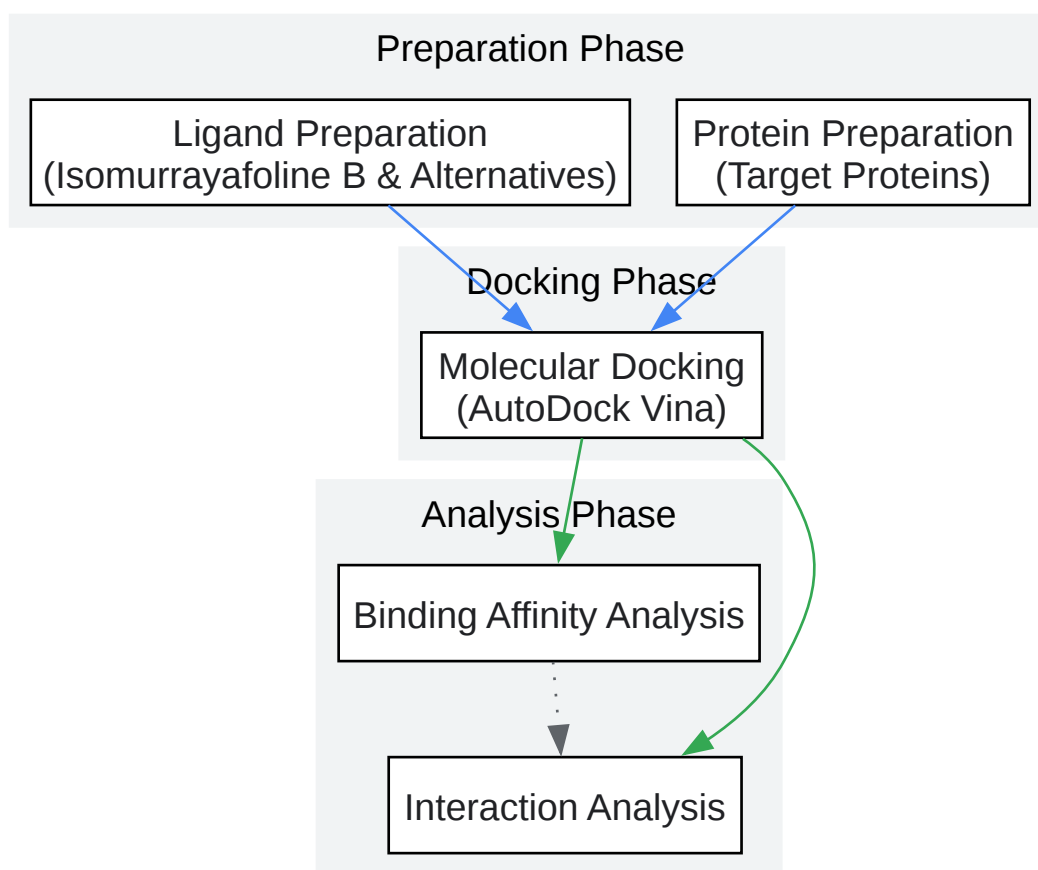 Preparation Phase
Ligand Preparation
(Isomurrayafoline B & Alternatives)
Protein Preparation
(Target Proteins)
Docking Phase
Molecular Docking
(AutoDock Vina)
Analysis Phase
Binding Affinity Analysis
Interaction Analysis